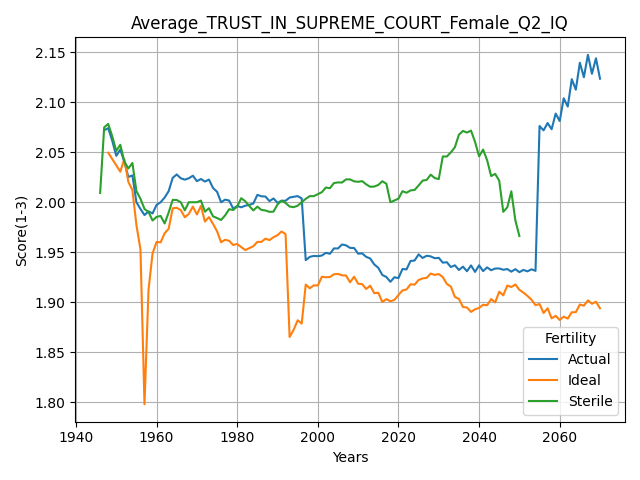 Average_TRUST_IN_SUPREME_COURT_Female_Q2_IQ
2.15
2.10
2.05
2.00
1.95
1.90
1.85
1.80
Score(1-3)
1940
1960
1980
2000
2020
2040
2060
Years
Fertility
Actual
Ideal
Sterile